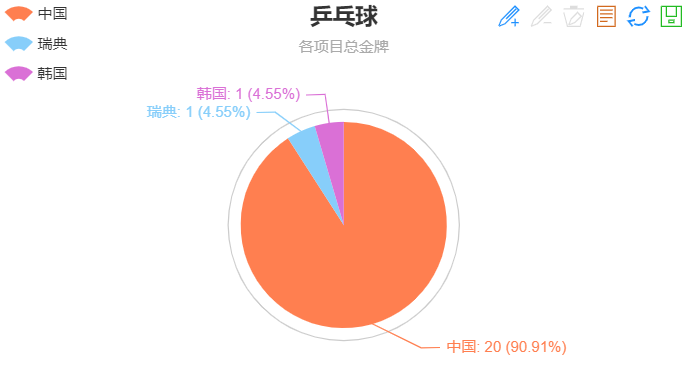 中国
瑞典
韩国
乒乓球
各项目总金牌
韩国: 1 (4.55%)
瑞典: 1 (4.55%)
中国: 20 (90.91%)